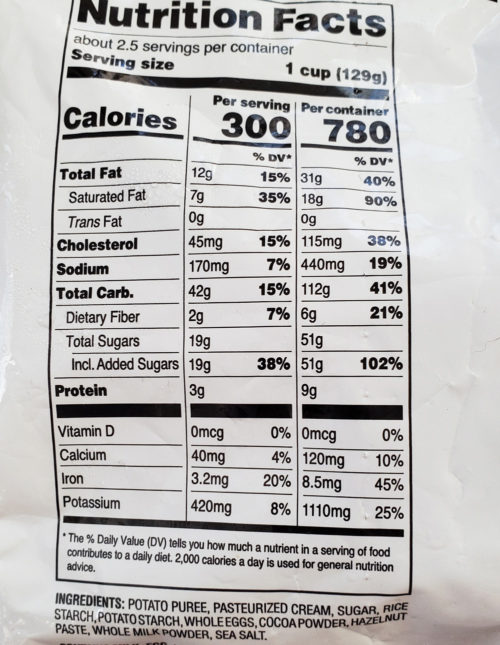 Nutrition Facts
about 2.5 servings per container
Serving size 1 cup (129g)
Per serving Per container
Calories 300 780
% DV* % DV*
Total Fat 12g 15% 31g 40%
Saturated Fat 7g 35% 18g 90%
Trans Fat 0g 0g
Cholesterol 45mg 15% 115mg 38%
Sodium 170mg 7% 440mg 19%
Total Carb. 42g 15% 112g 41%
Dietary Fiber 2g 7% 6g 21%
Total Sugars 19g 51g
Incl. Added Sugars 19g 38% 51g 102%
Protein 3g 9g
Vitamin D 0mcg 0% 0mcg 0%
Calcium 40mg 4% 120mg 10%
Iron 3.2mg 20% 8.5mg 45%
Potassium 420mg 8% 1110mg 25%
* The % Daily Value (DV) tells you how much a nutrient in a serving of food
contributes to a daily diet. 2,000 calories a day is used for general nutrition
advice.
INGREDIENTS: POTATO PUREE, PASTEURIZED CREAM, SUGAR, RICE
STARCH, POTATO STARCH, WHOLE EGGS, COCOA POWDER, HAZELNUT
PASTE, WHOLE MILK POWDER, SEA SALT.